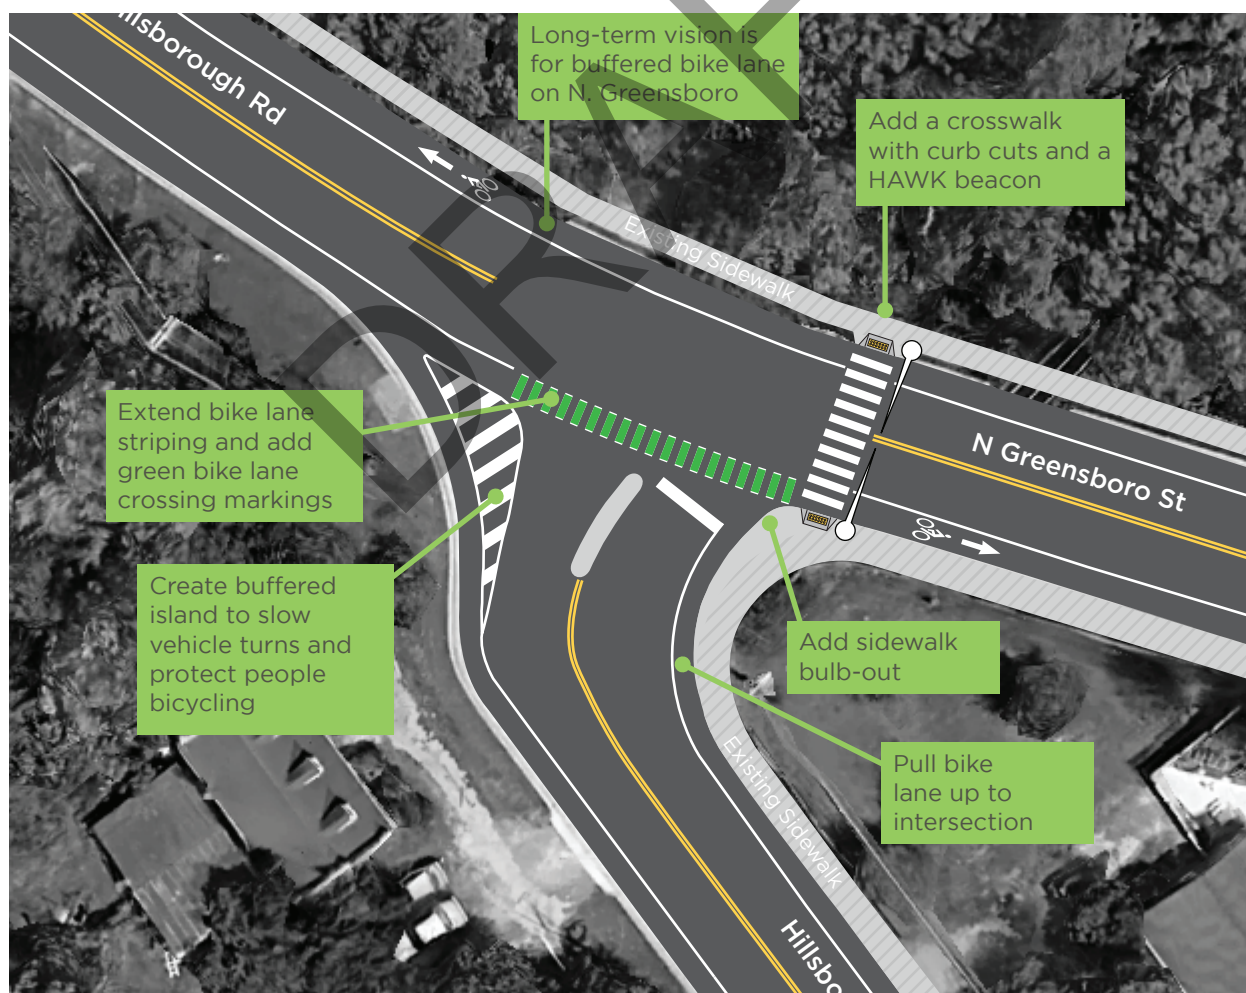 Hillsborough Rd
Long-term vision is
for buffered bike lane
on N. Greensboro
Add a crosswalk
with curb cuts and a
HAWK beacon
Existing Sidewalk
DRAF
N Greensboro St
Extend bike lane
striping and add
green bike lane
crossing markings
Create buffered
island to slow
vehicle turns and
protect people
bicycling
Add sidewalk
bulb-out
Pull bike
lane up to
intersection
Existing Sidewalk
Hillsbo